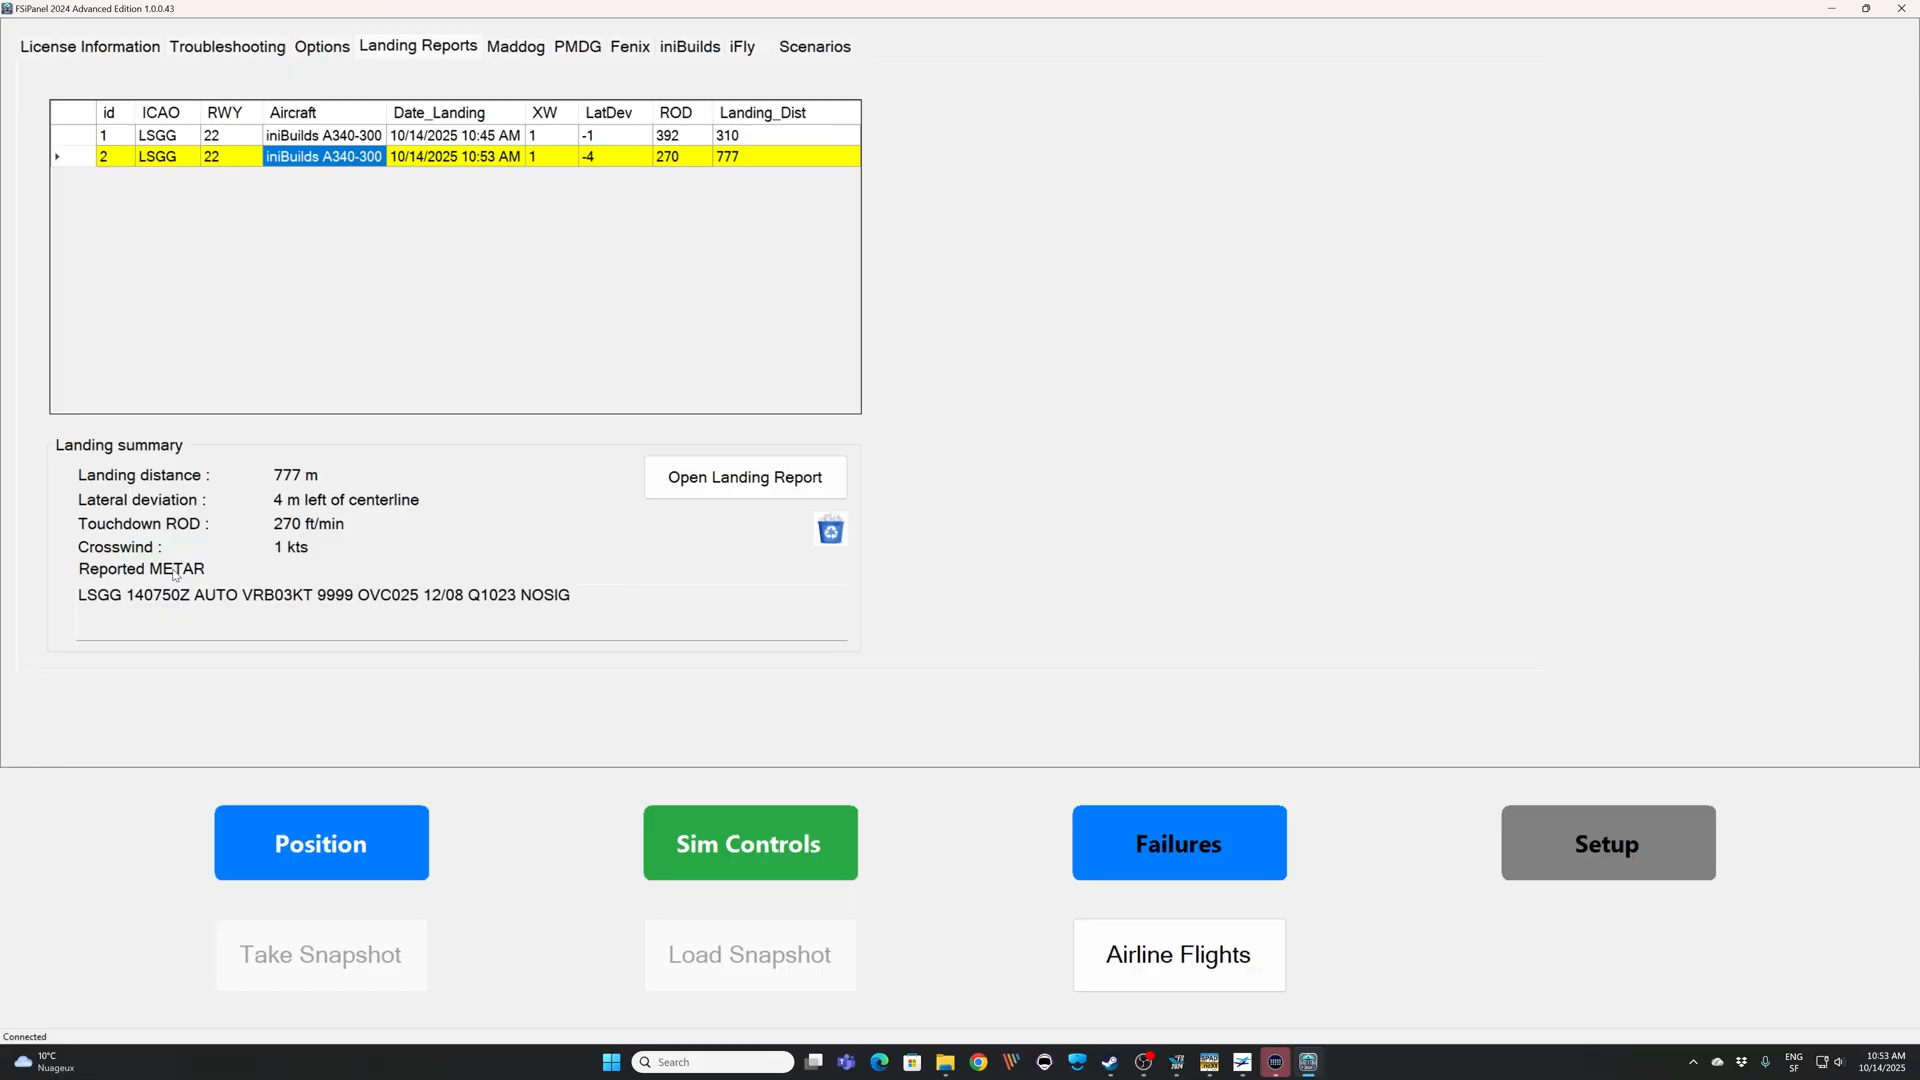 FSiPanel 2024 Advanced Edition 1.0.0.43
License Information Troubleshooting Options Landing Reports Maddog PMDG Fenix iniBuilds iFly Scenarios
id ICAO RWY Aircraft Date_Landing XW LatDev ROD Landing_Dist
1 LSGG 22 iniBuilds A340-300 10/14/2025 10:45 AM 1 -1 392 310
2 LSGG 22 iniBuilds A340-300 10/14/2025 10:53 AM 1 -4 270 777
Landing summary
Landing distance : 777 m
Open Landing Report
Lateral deviation : 4 m left of centerline
Touchdown ROD : 270 ft/min
Crosswind : 1 kts
Reported METAR
LSGG 140750Z AUTO VRB03KT 9999 OVC025 12/08 Q1023 NOSIG
Position Sim Controls Failures Setup
Take Snapshot Load Snapshot Airline Flights
Connected
10°C
Nuageux
Search
ENG
SF
10:53 AM
10/14/2025